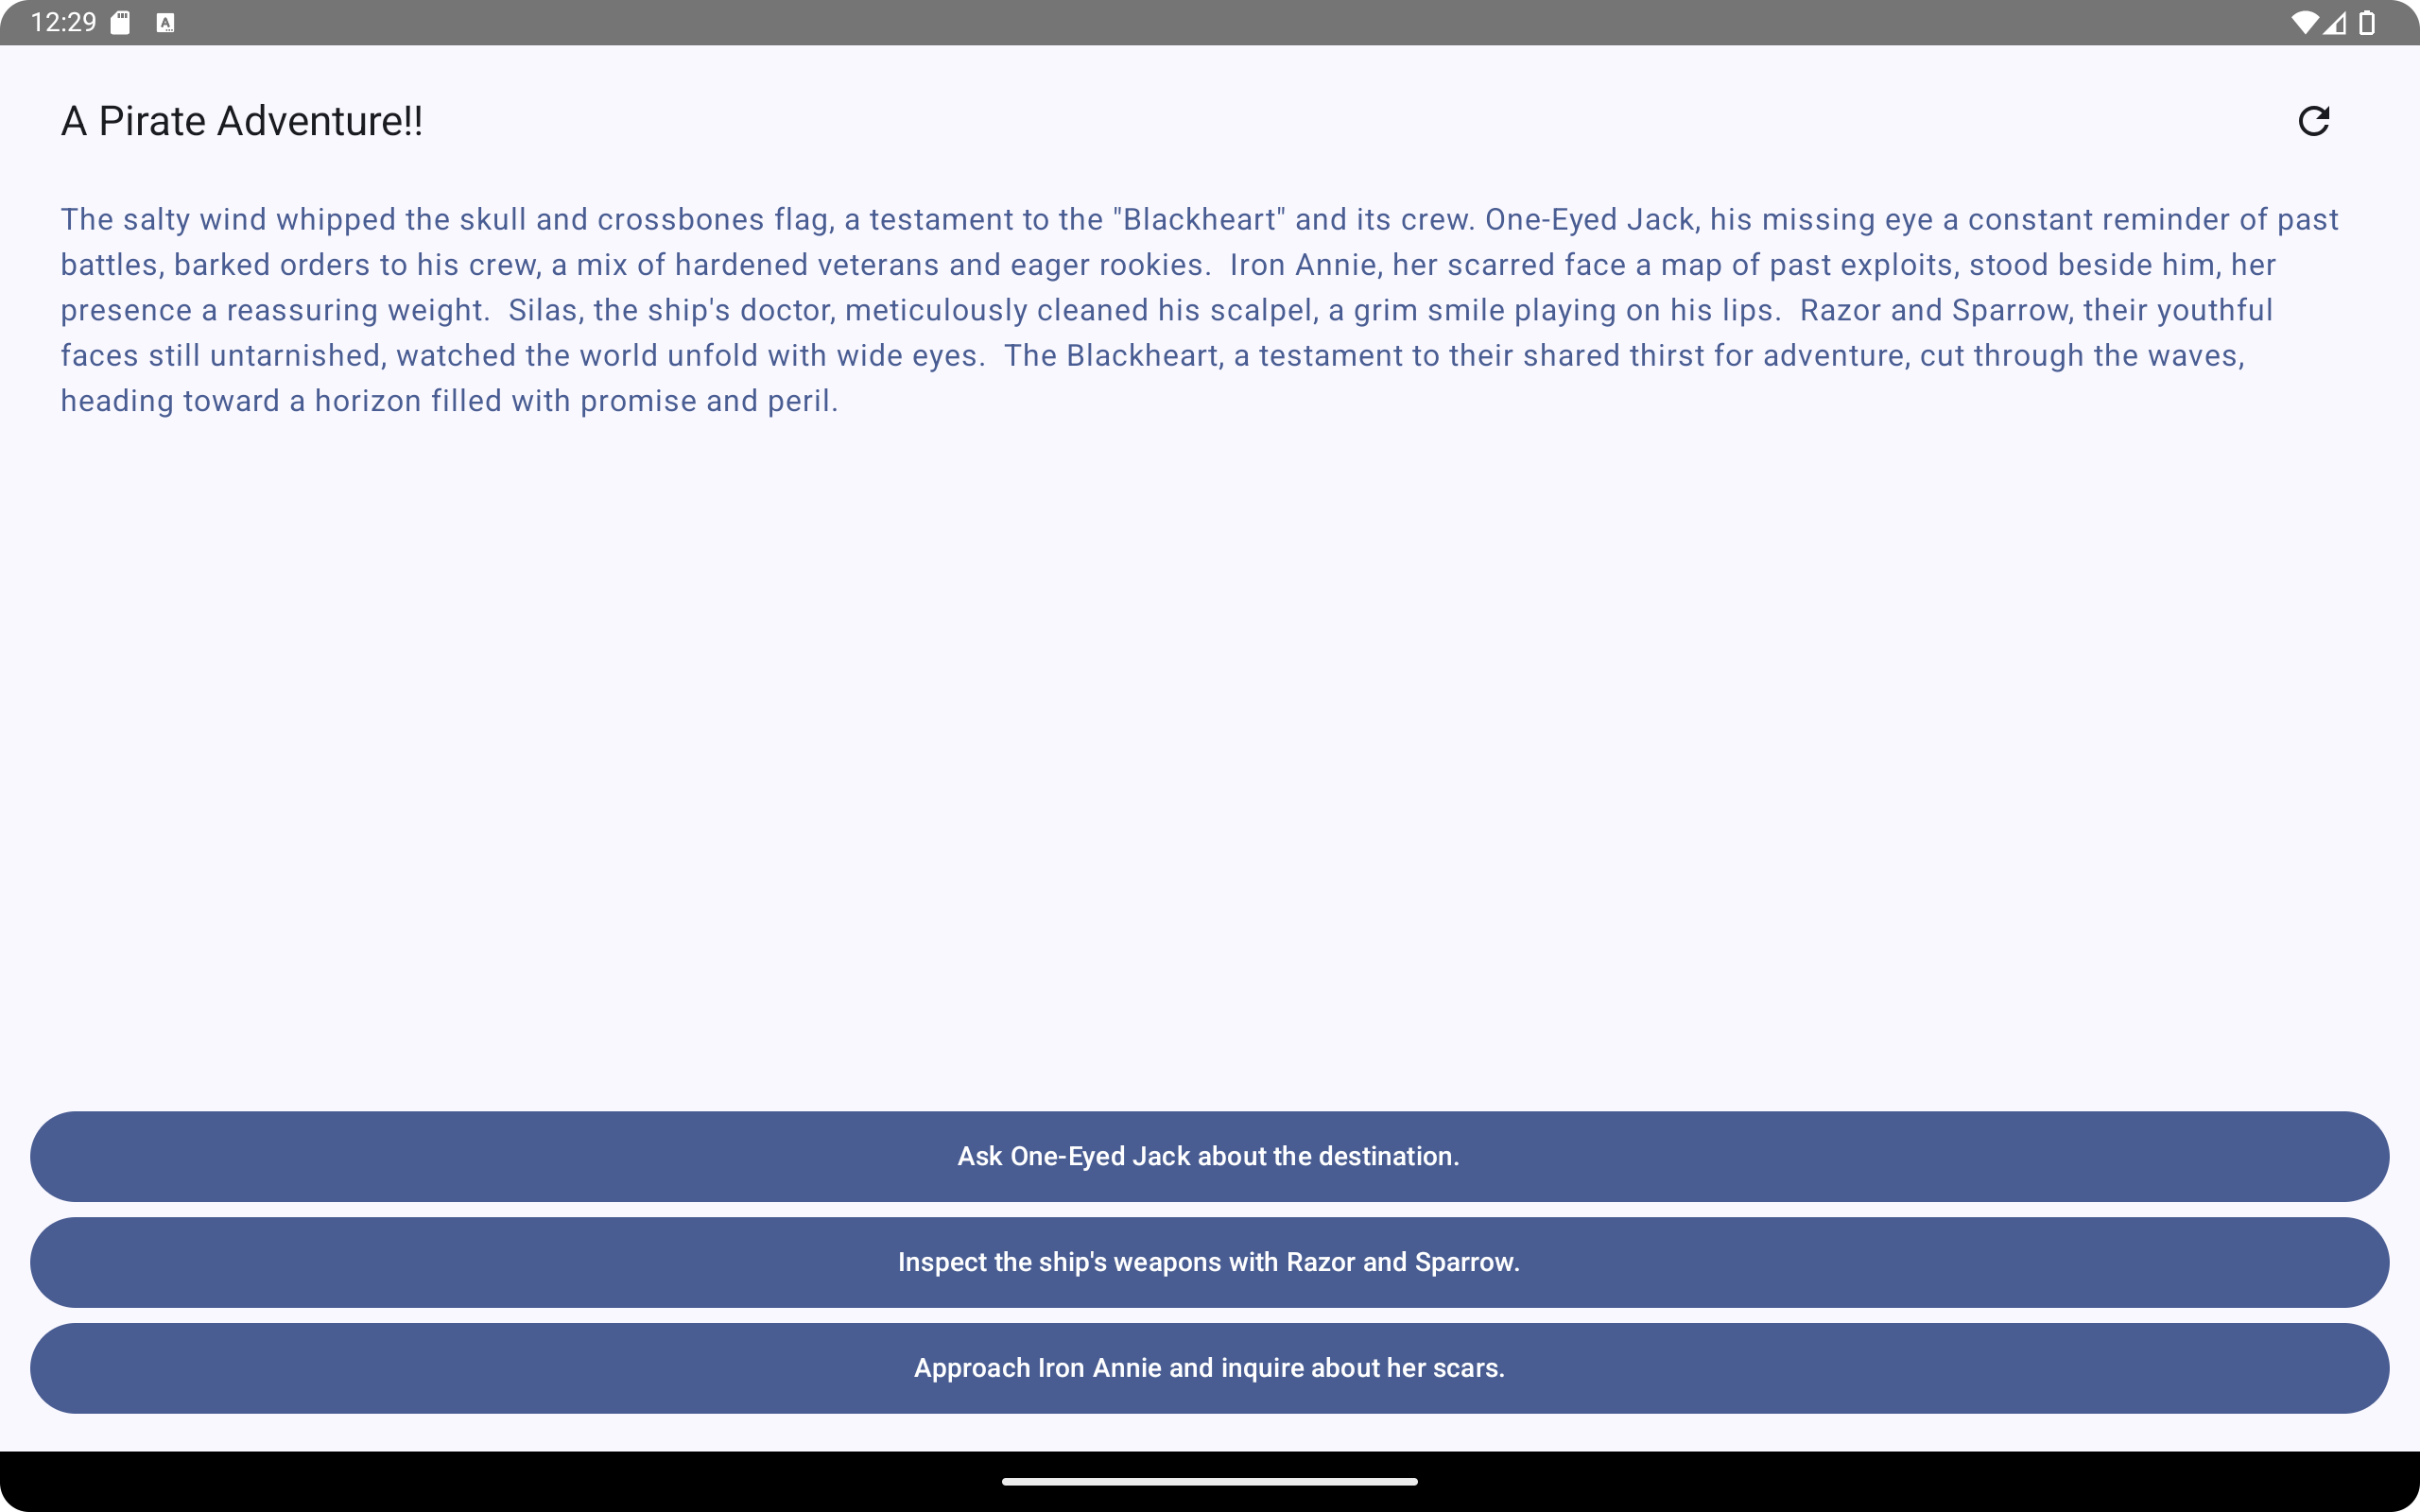 12:29
A Pirate Adventure!!
The salty wind whipped the skull and crossbones flag, a testament to the "Blackheart" and its crew. One-Eyed Jack, his missing eye a constant reminder of past
battles, barked orders to his crew, a mix of hardened veterans and eager rookies.  Iron Annie, her scarred face a map of past exploits, stood beside him, her
presence a reassuring weight.  Silas, the ship's doctor, meticulously cleaned his scalpel, a grim smile playing on his lips.  Razor and Sparrow, their youthful
faces still untarnished, watched the world unfold with wide eyes.  The Blackheart, a testament to their shared thirst for adventure, cut through the waves,
heading toward a horizon filled with promise and peril.
Ask One-Eyed Jack about the destination.
Inspect the ship's weapons with Razor and Sparrow.
Approach Iron Annie and inquire about her scars.